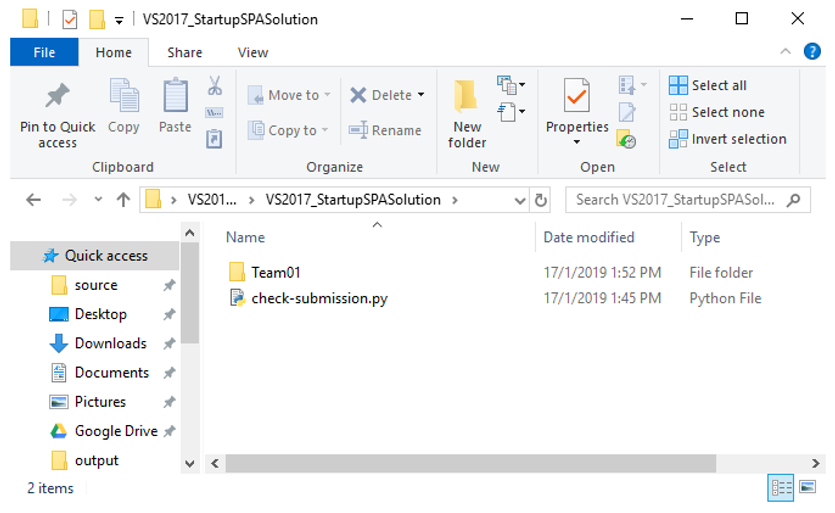 VS2017_StartupSPASolution
File Home Share View
Pin to Quick access
Copy
Paste
W...
Clipboard
Move to
Copy to
Delete
Rename
Organize
New folder
New
Properties
Open
Select all
Select none
Invert selection
Select
VS201... VS2017_StartupSPASolution
Search VS2017_StartupSPASol...
Name Date modified Type
Quick access
source
Desktop
Downloads
Documents
Pictures
Google Drive
output
Team01 17/1/2019 1:52 PM File folder
check-submission.py 17/1/2019 1:45 PM Python File
2 items